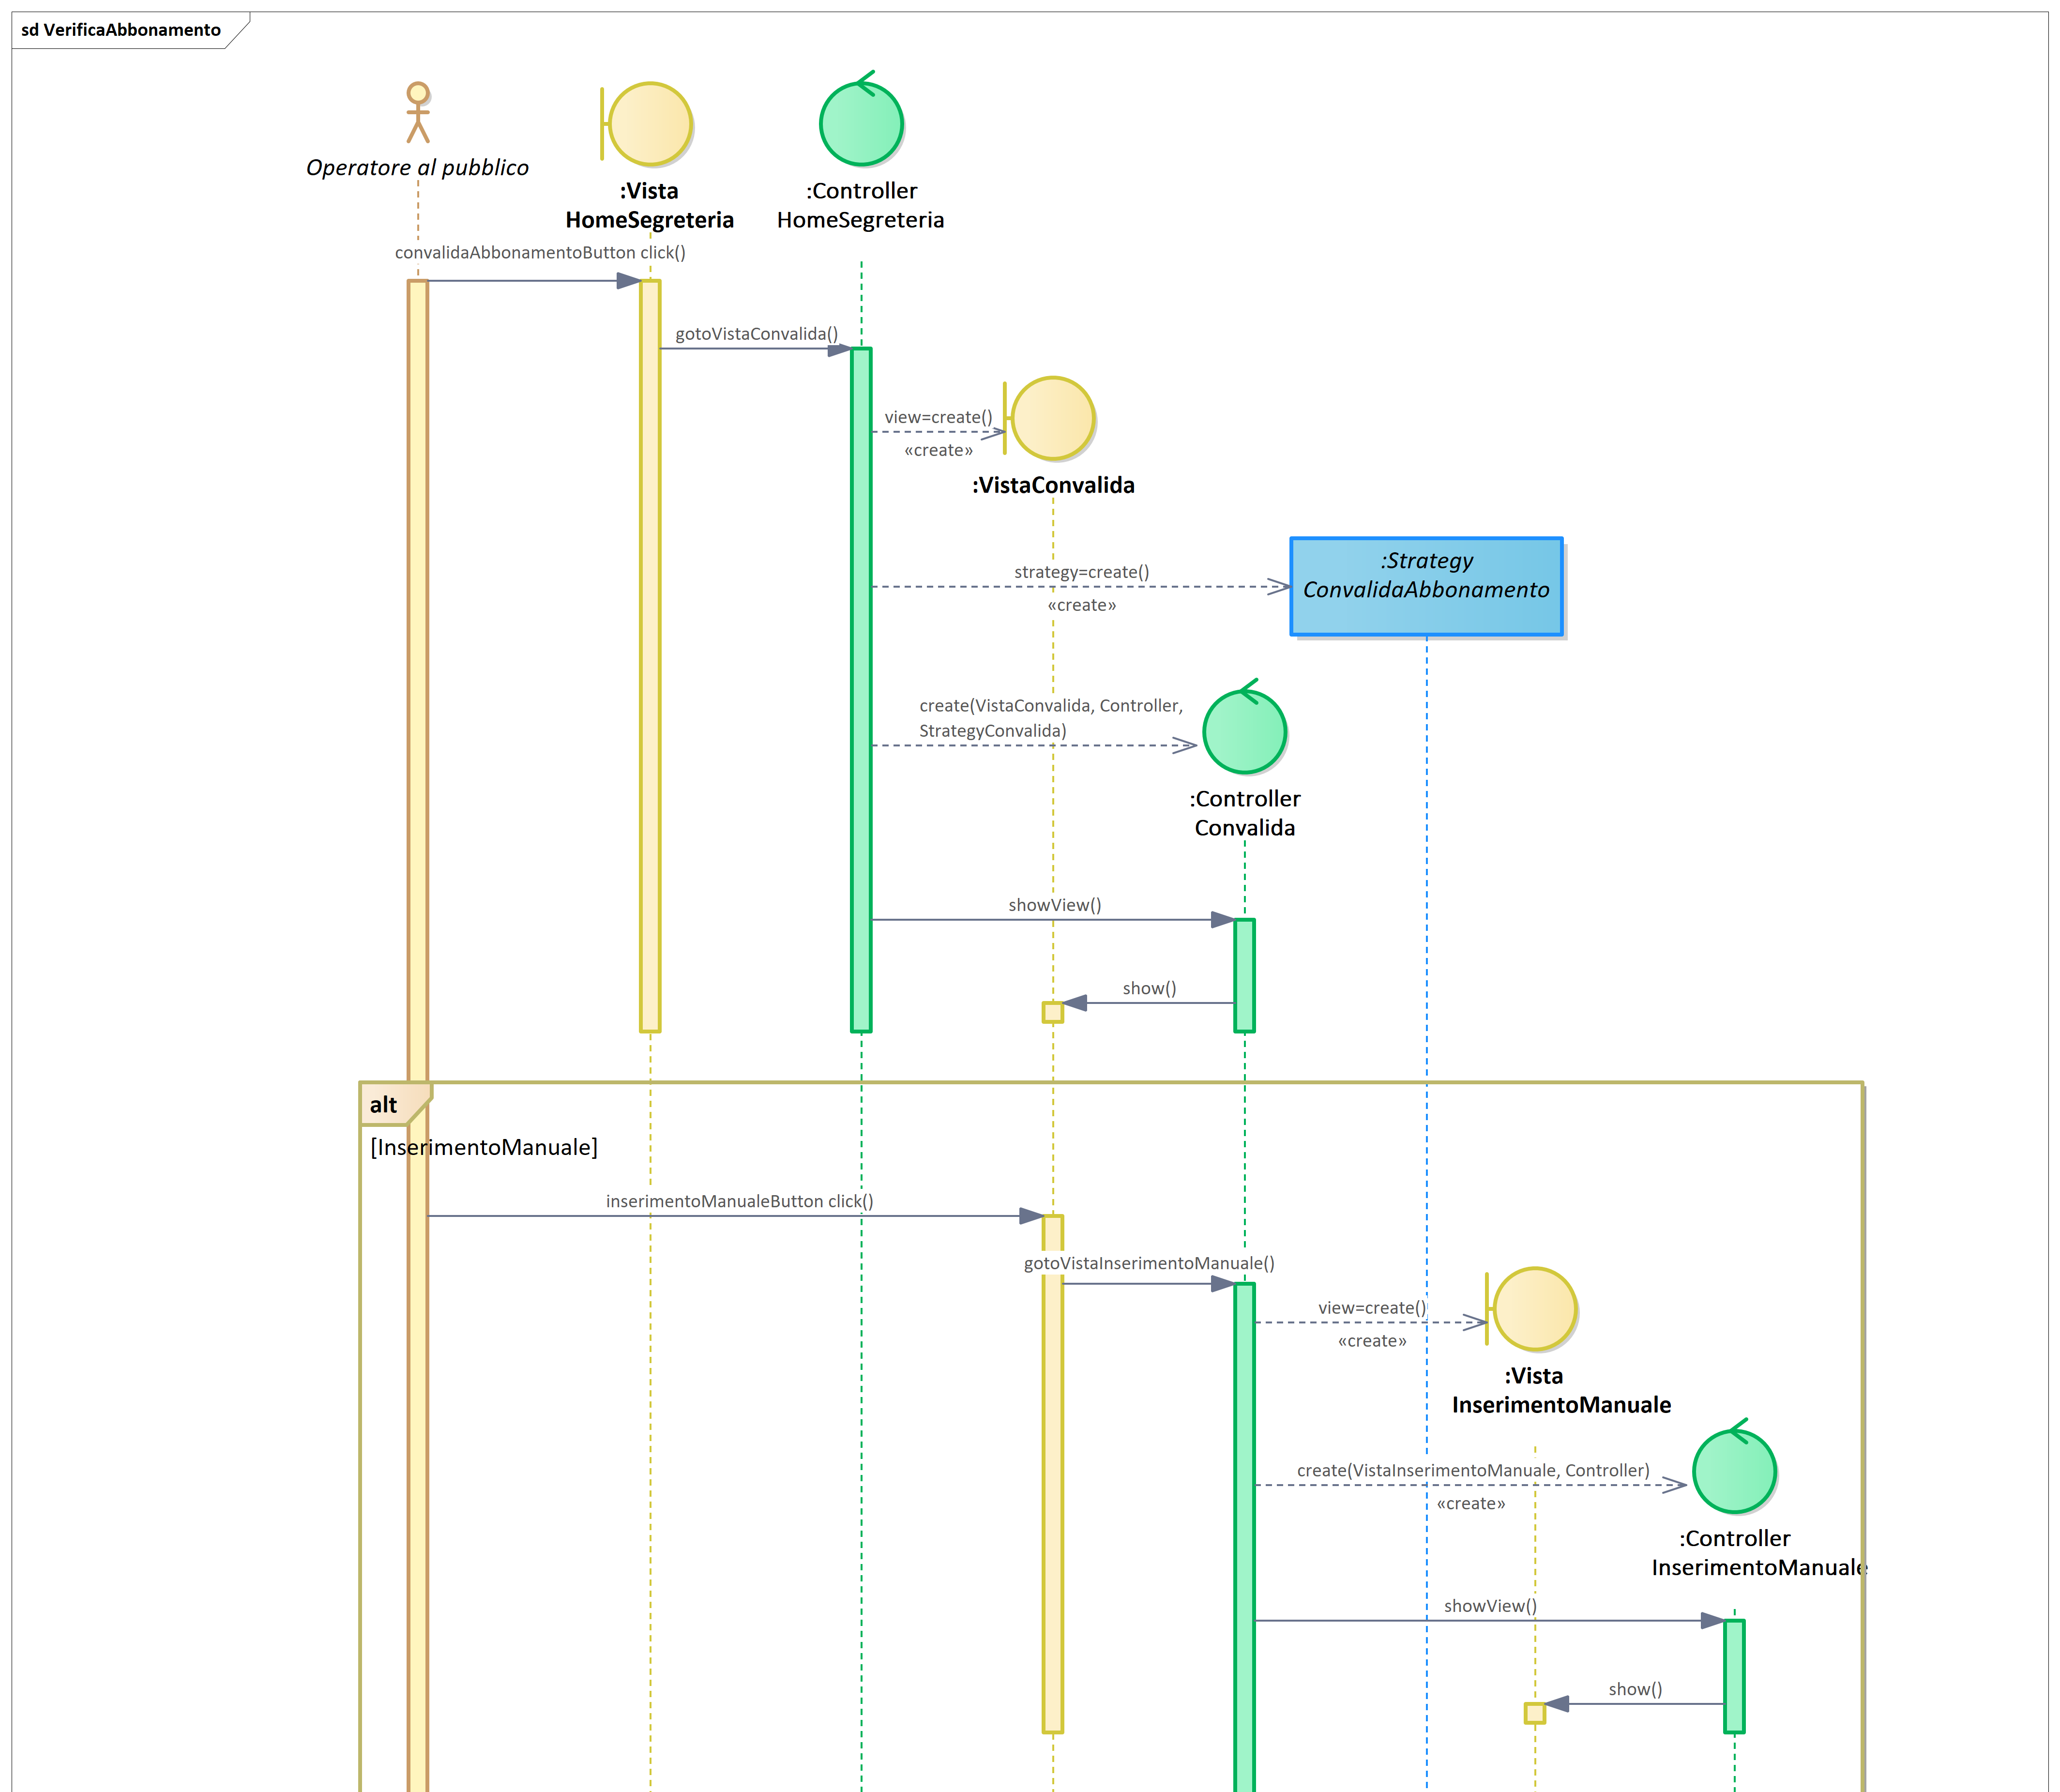 sd VerificaAbbonamento
Operatore al pubblico
:Vista
HomeSegreteria
:Controller
HomeSegreteria
convalidaAbbonamentoButton click()
gotoVistaConvalida()
view=create()
«create»
:VistaConvalida
:Strategy
ConvalidaAbbonamento
strategy=create()
«create»
create(VistaConvalida, Controller,
StrategyConvalida)
:Controller
Convalida
showView()
show()
alt
[InserimentoManuale]
inserimentoManualeButton click()
gotoVistaInserimentoManuale()
view=create()
«create»
:Vista
InserimentoManuale
create(VistaInserimentoManuale, Controller)
«create»
:Controller
InserimentoManuale
showView()
show()